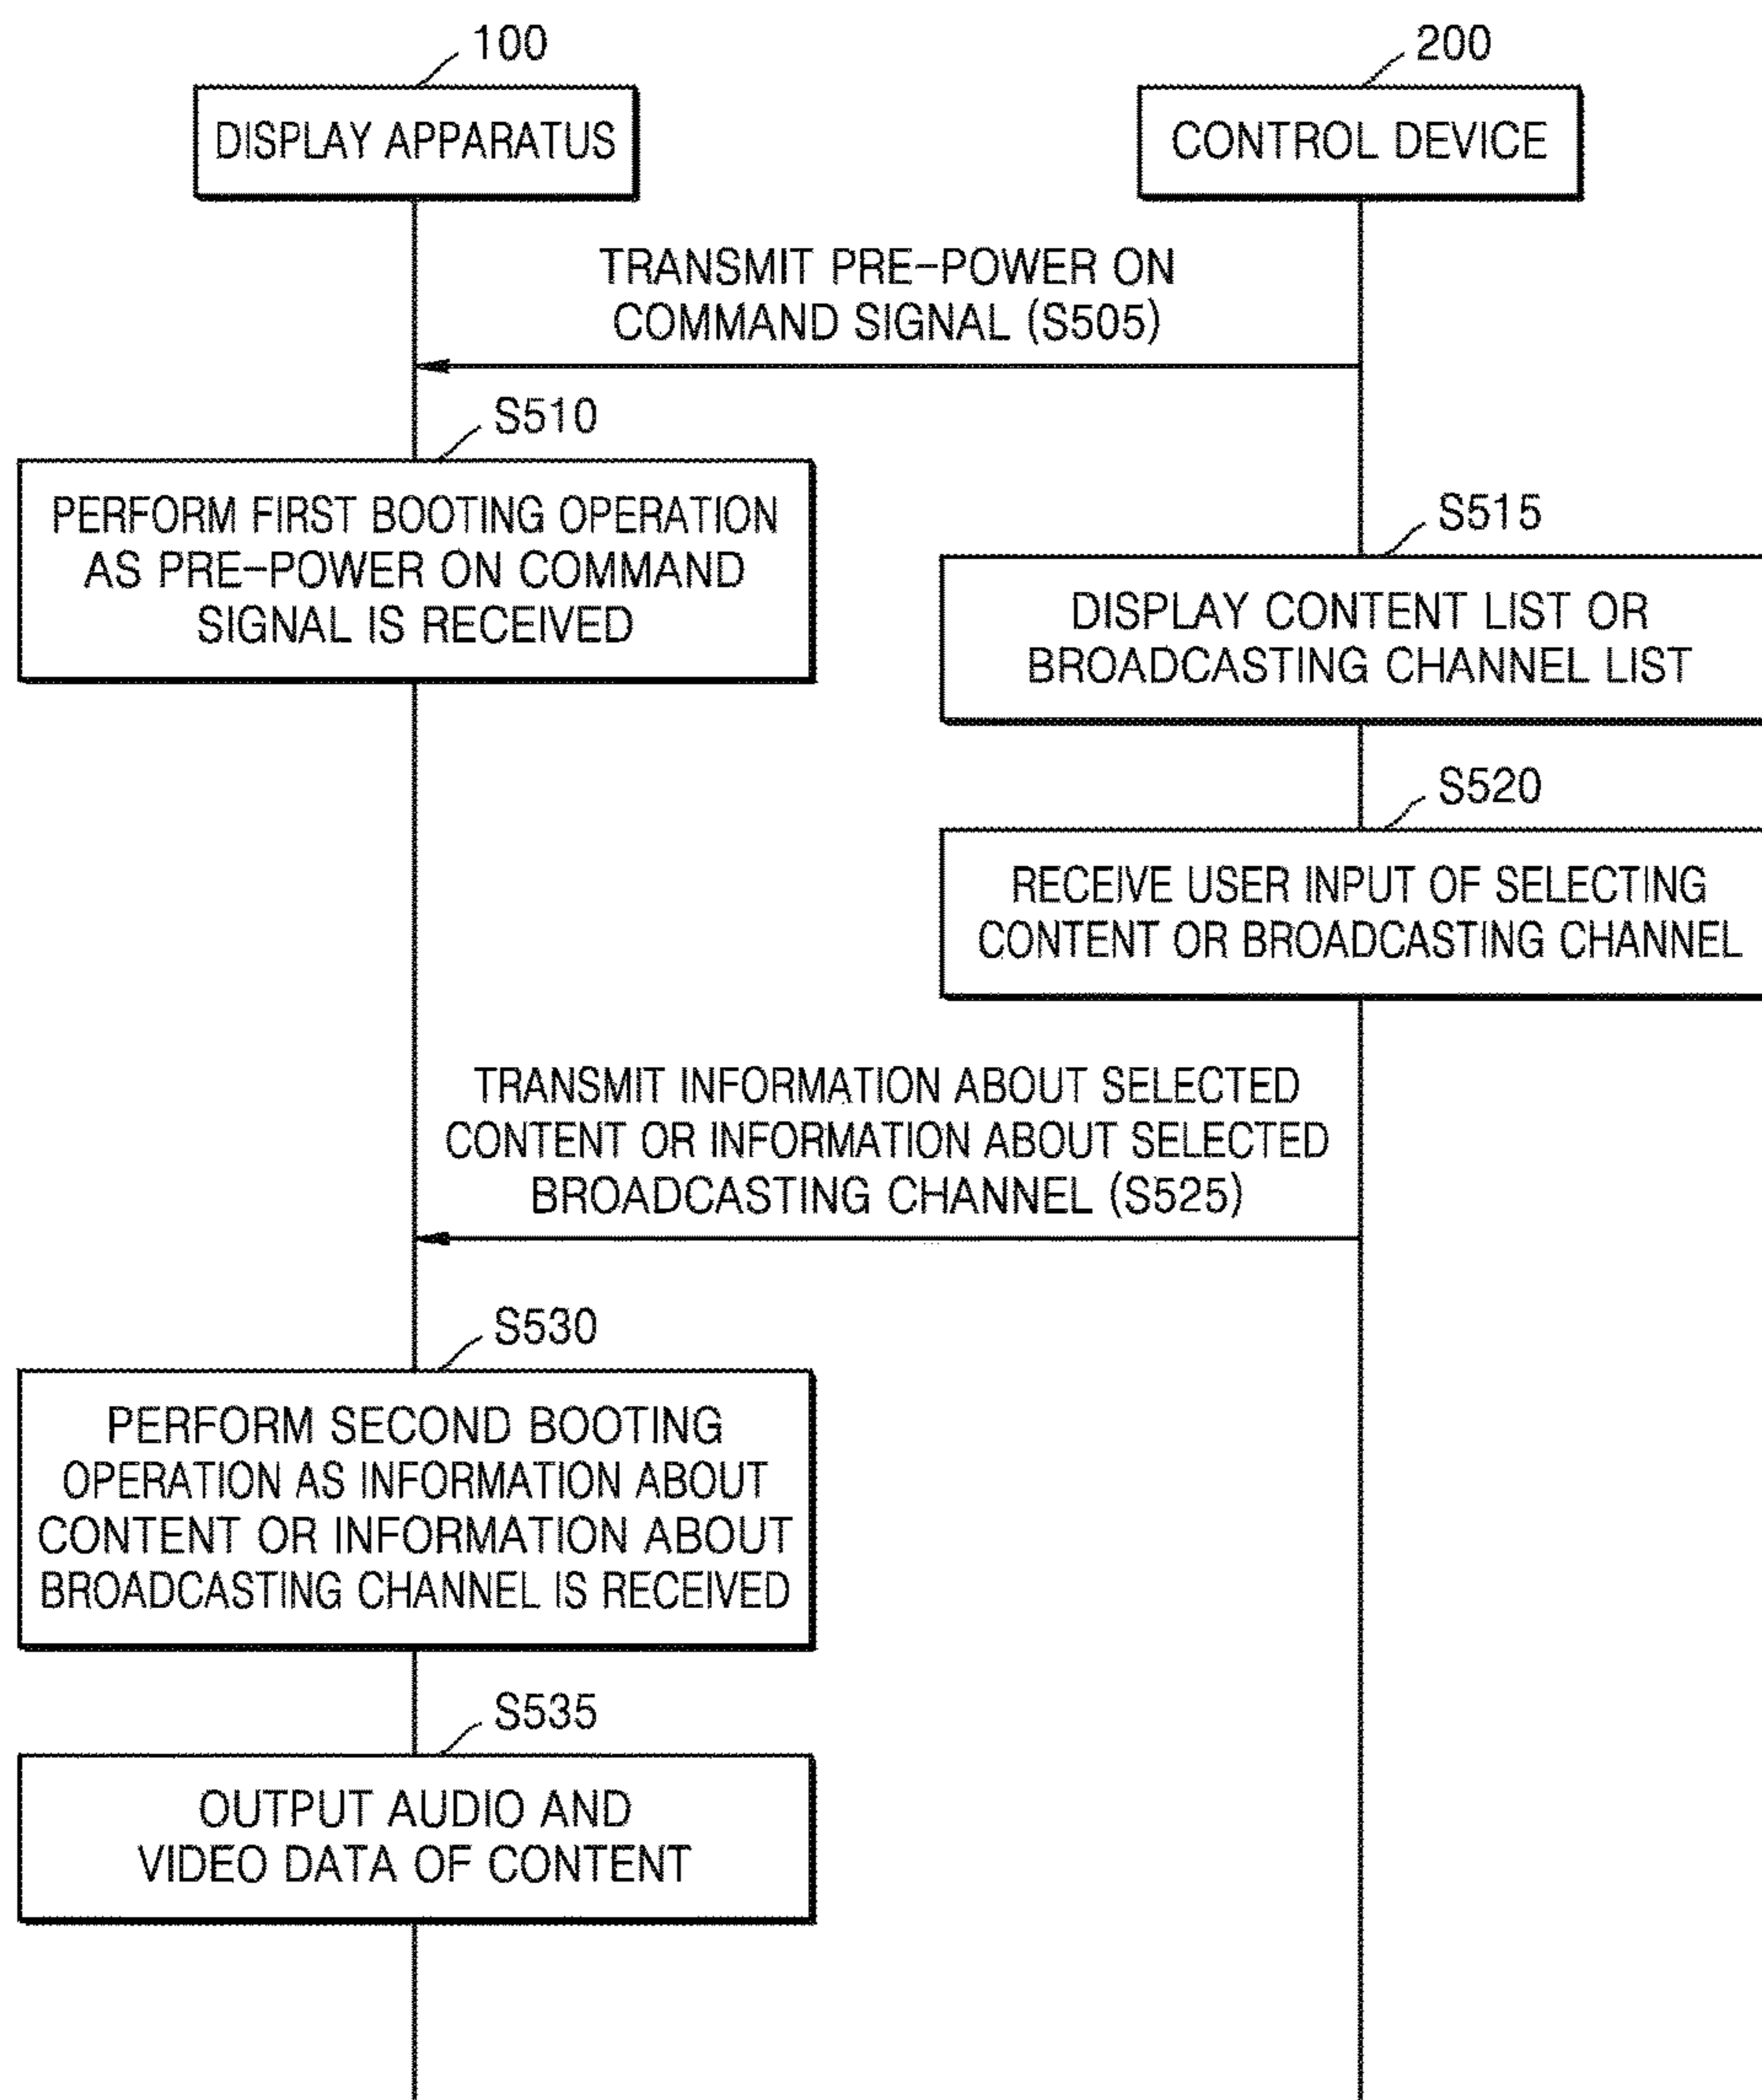 100
200
DISPLAY APPARATUS
CONTROL DEVICE
TRANSMIT PRE-POWER ON
COMMAND SIGNAL (S505)
S510
PERFORM FIRST BOOTING OPERATION
AS PRE-POWER ON COMMAND
SIGNAL IS RECEIVED
S515
DISPLAY CONTENT LIST OR
BROADCASTING CHANNEL LIST
S520
RECEIVE USER INPUT OF SELECTING
CONTENT OR BROADCASTING CHANNEL
TRANSMIT INFORMATION ABOUT SELECTED
CONTENT OR INFORMATION ABOUT SELECTED
BROADCASTING CHANNEL (S525)
S530
PERFORM SECOND BOOTING
OPERATION AS INFORMATION ABOUT
CONTENT OR INFORMATION ABOUT
BROADCASTING CHANNEL IS RECEIVED
S535
OUTPUT AUDIO AND
VIDEO DATA OF CONTENT